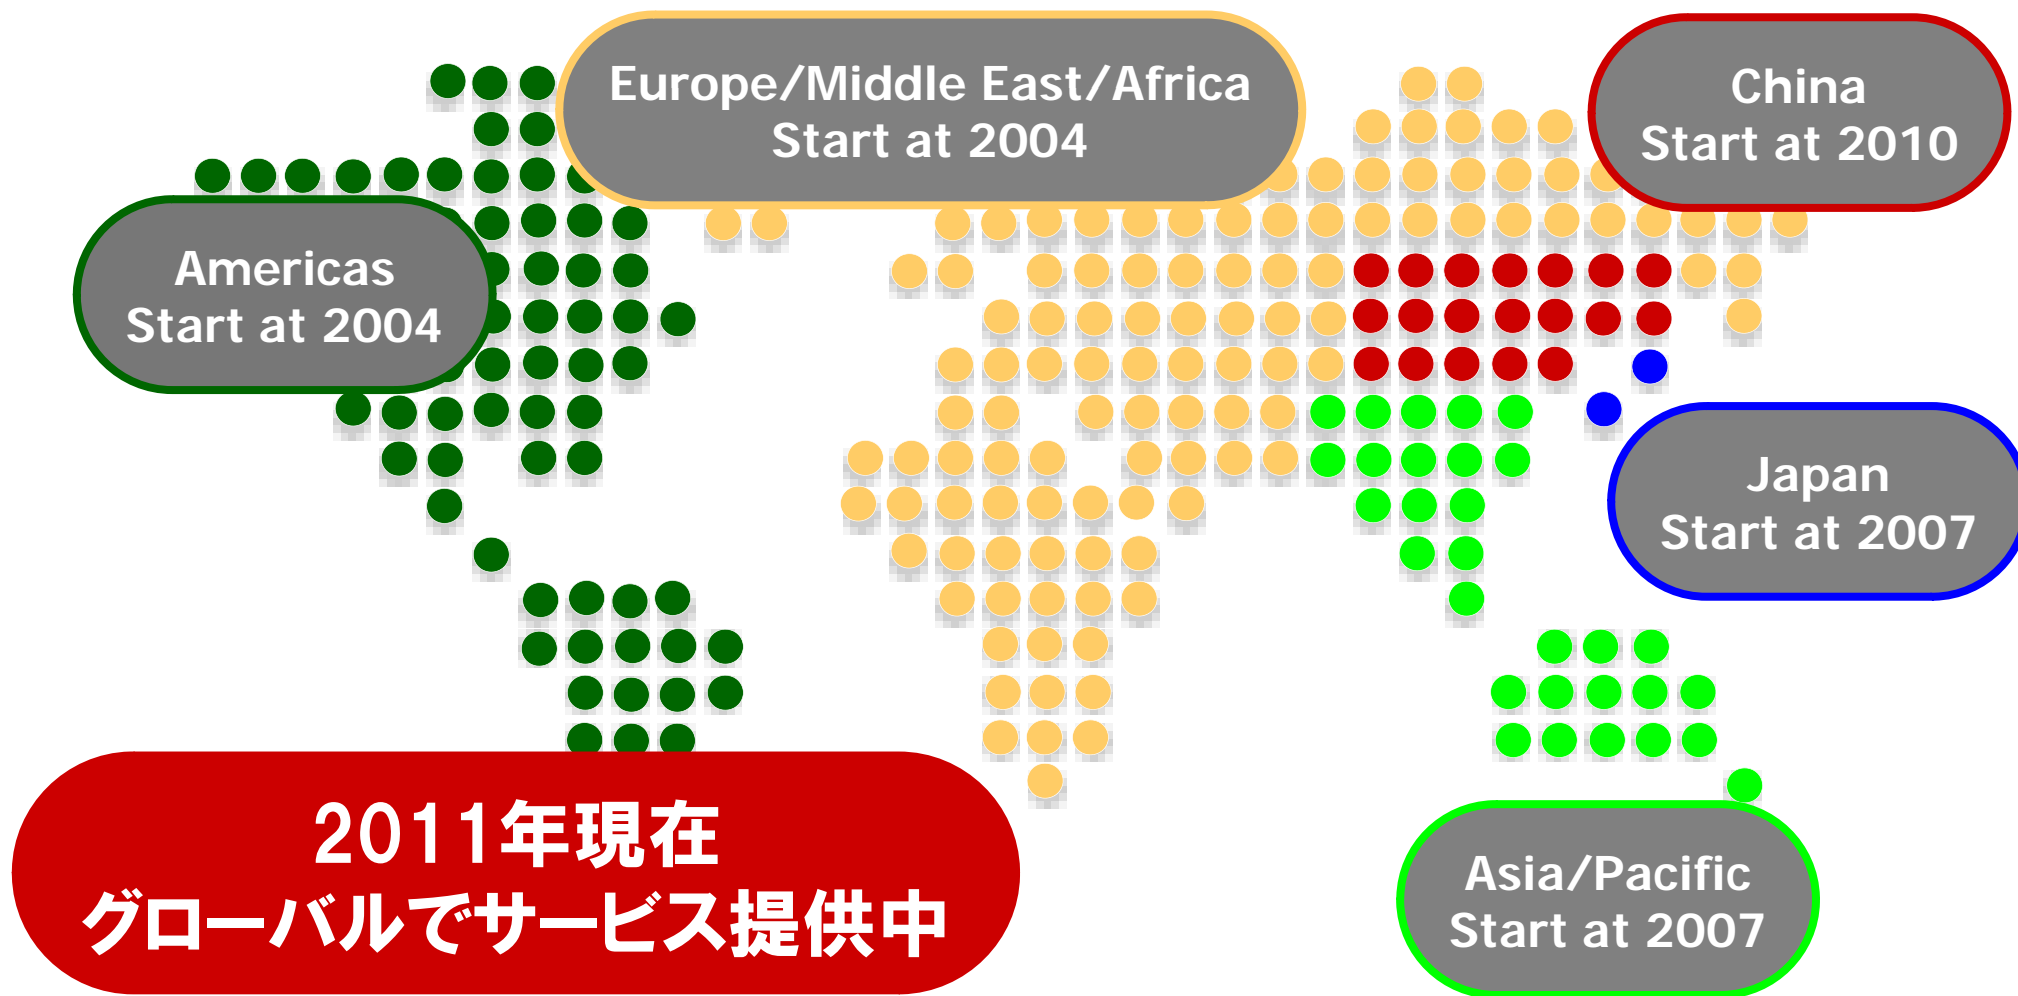 Europe/Middle East/Africa
Start at 2004
China
Start at 2010
Americas
Start at 2004
Japan
Start at 2007
2011年現在
グローバルでサービス提供中
Asia/Pacific
Start at 2007